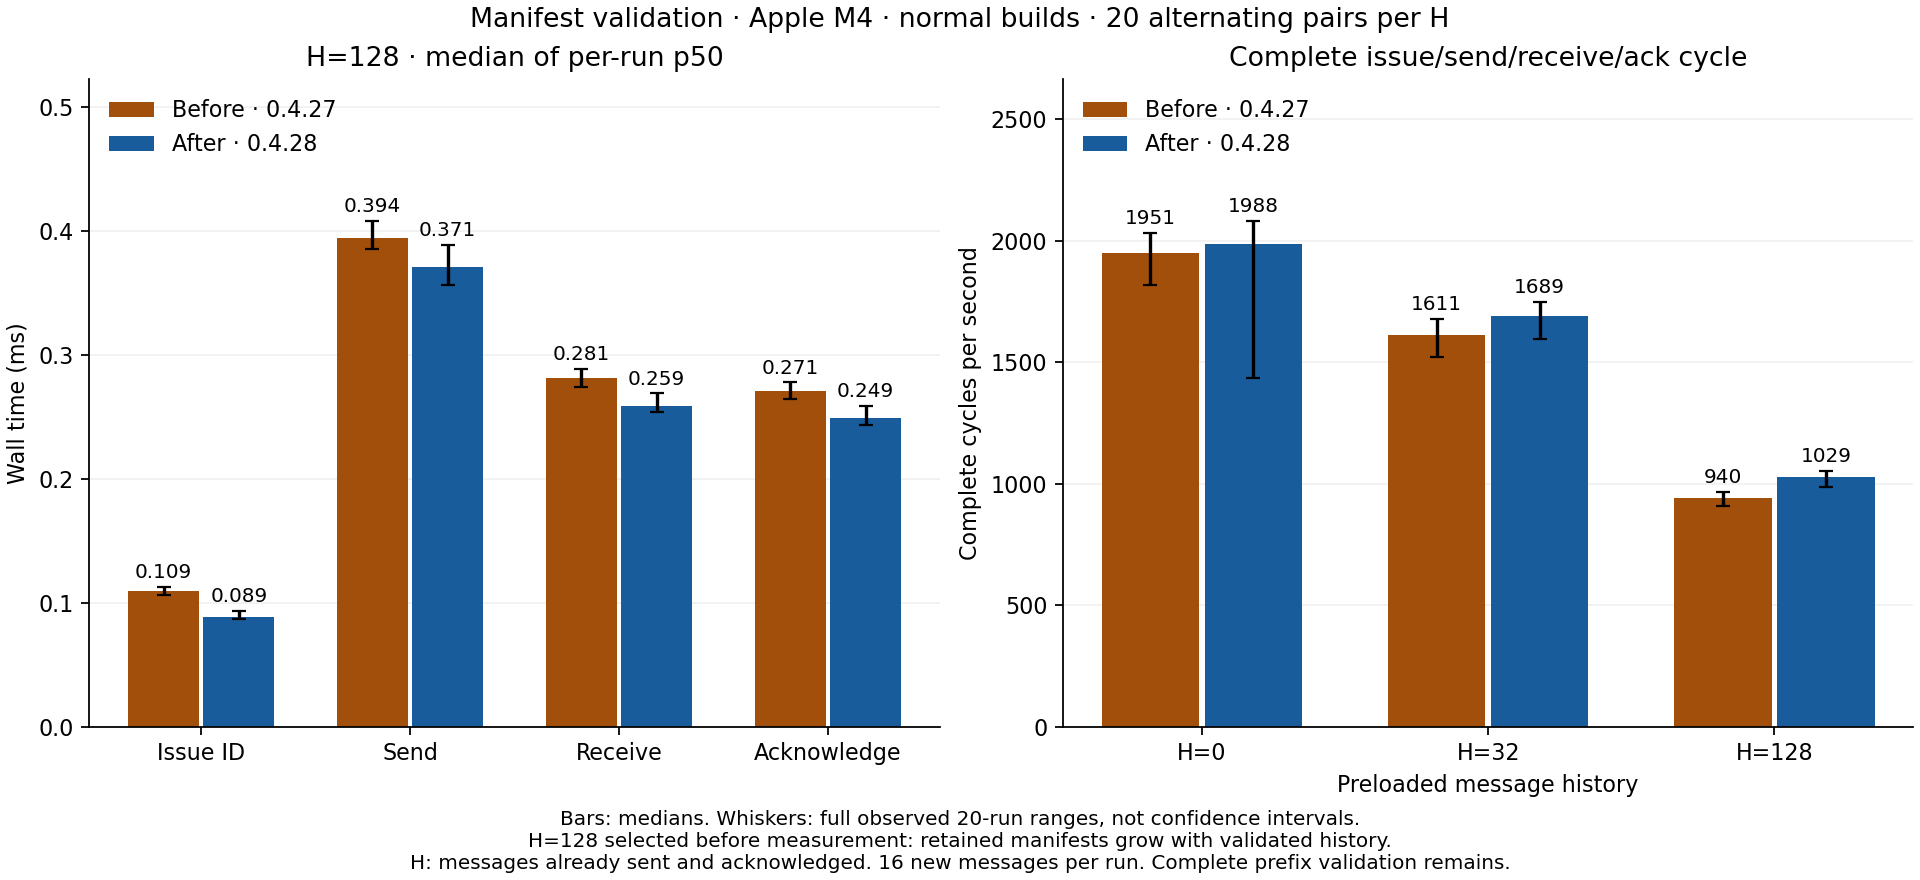 Manifest validation · Apple M4 · normal builds · 20 alternating pairs per H
H=128 · median of per-run p50
Before · 0.4.27
After · 0.4.28
Wall time (ms)
0.5
0.4
0.3
0.2
0.1
0.0
0.109
0.089
0.394
0.371
0.281
0.259
0.271
0.249
Issue ID
Send
Receive
Acknowledge
Complete issue/send/receive/ack cycle
Before · 0.4.27
After · 0.4.28
Complete cycles per second
2500
2000
1500
1000
500
0
1951
1988
1611
1689
940
1029
H=0
H=32
H=128
Preloaded message history
Bars: medians. Whiskers: full observed 20-run ranges, not confidence intervals.
H=128 selected before measurement: retained manifests grow with validated history.
H: messages already sent and acknowledged. 16 new messages per run. Complete prefix validation remains.